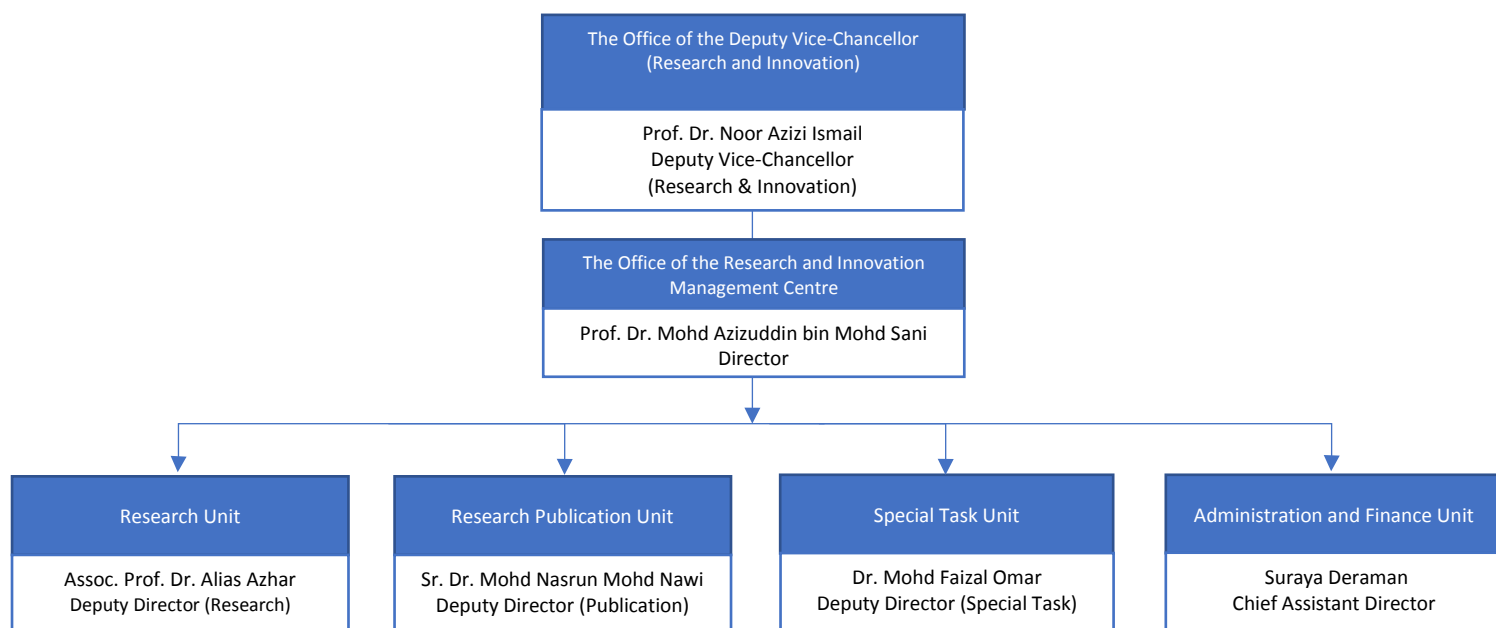 The Office of the Deputy Vice-Chancellor
(Research and Innovation)
Prof. Dr. Noor Azizi Ismail
Deputy Vice-Chancellor
(Research & Innovation)
The Office of the Research and Innovation
Management Centre
Prof. Dr. Mohd Azizuddin bin Mohd Sani
Director
Research Unit
Assoc. Prof. Dr. Alias Azhar
Deputy Director (Research)
Research Publication Unit
Sr. Dr. Mohd Nasrun Mohd Nawi
Deputy Director (Publication)
Special Task Unit
Dr. Mohd Faizal Omar
Deputy Director (Special Task)
Administration and Finance Unit
Suraya Deraman
Chief Assistant Director